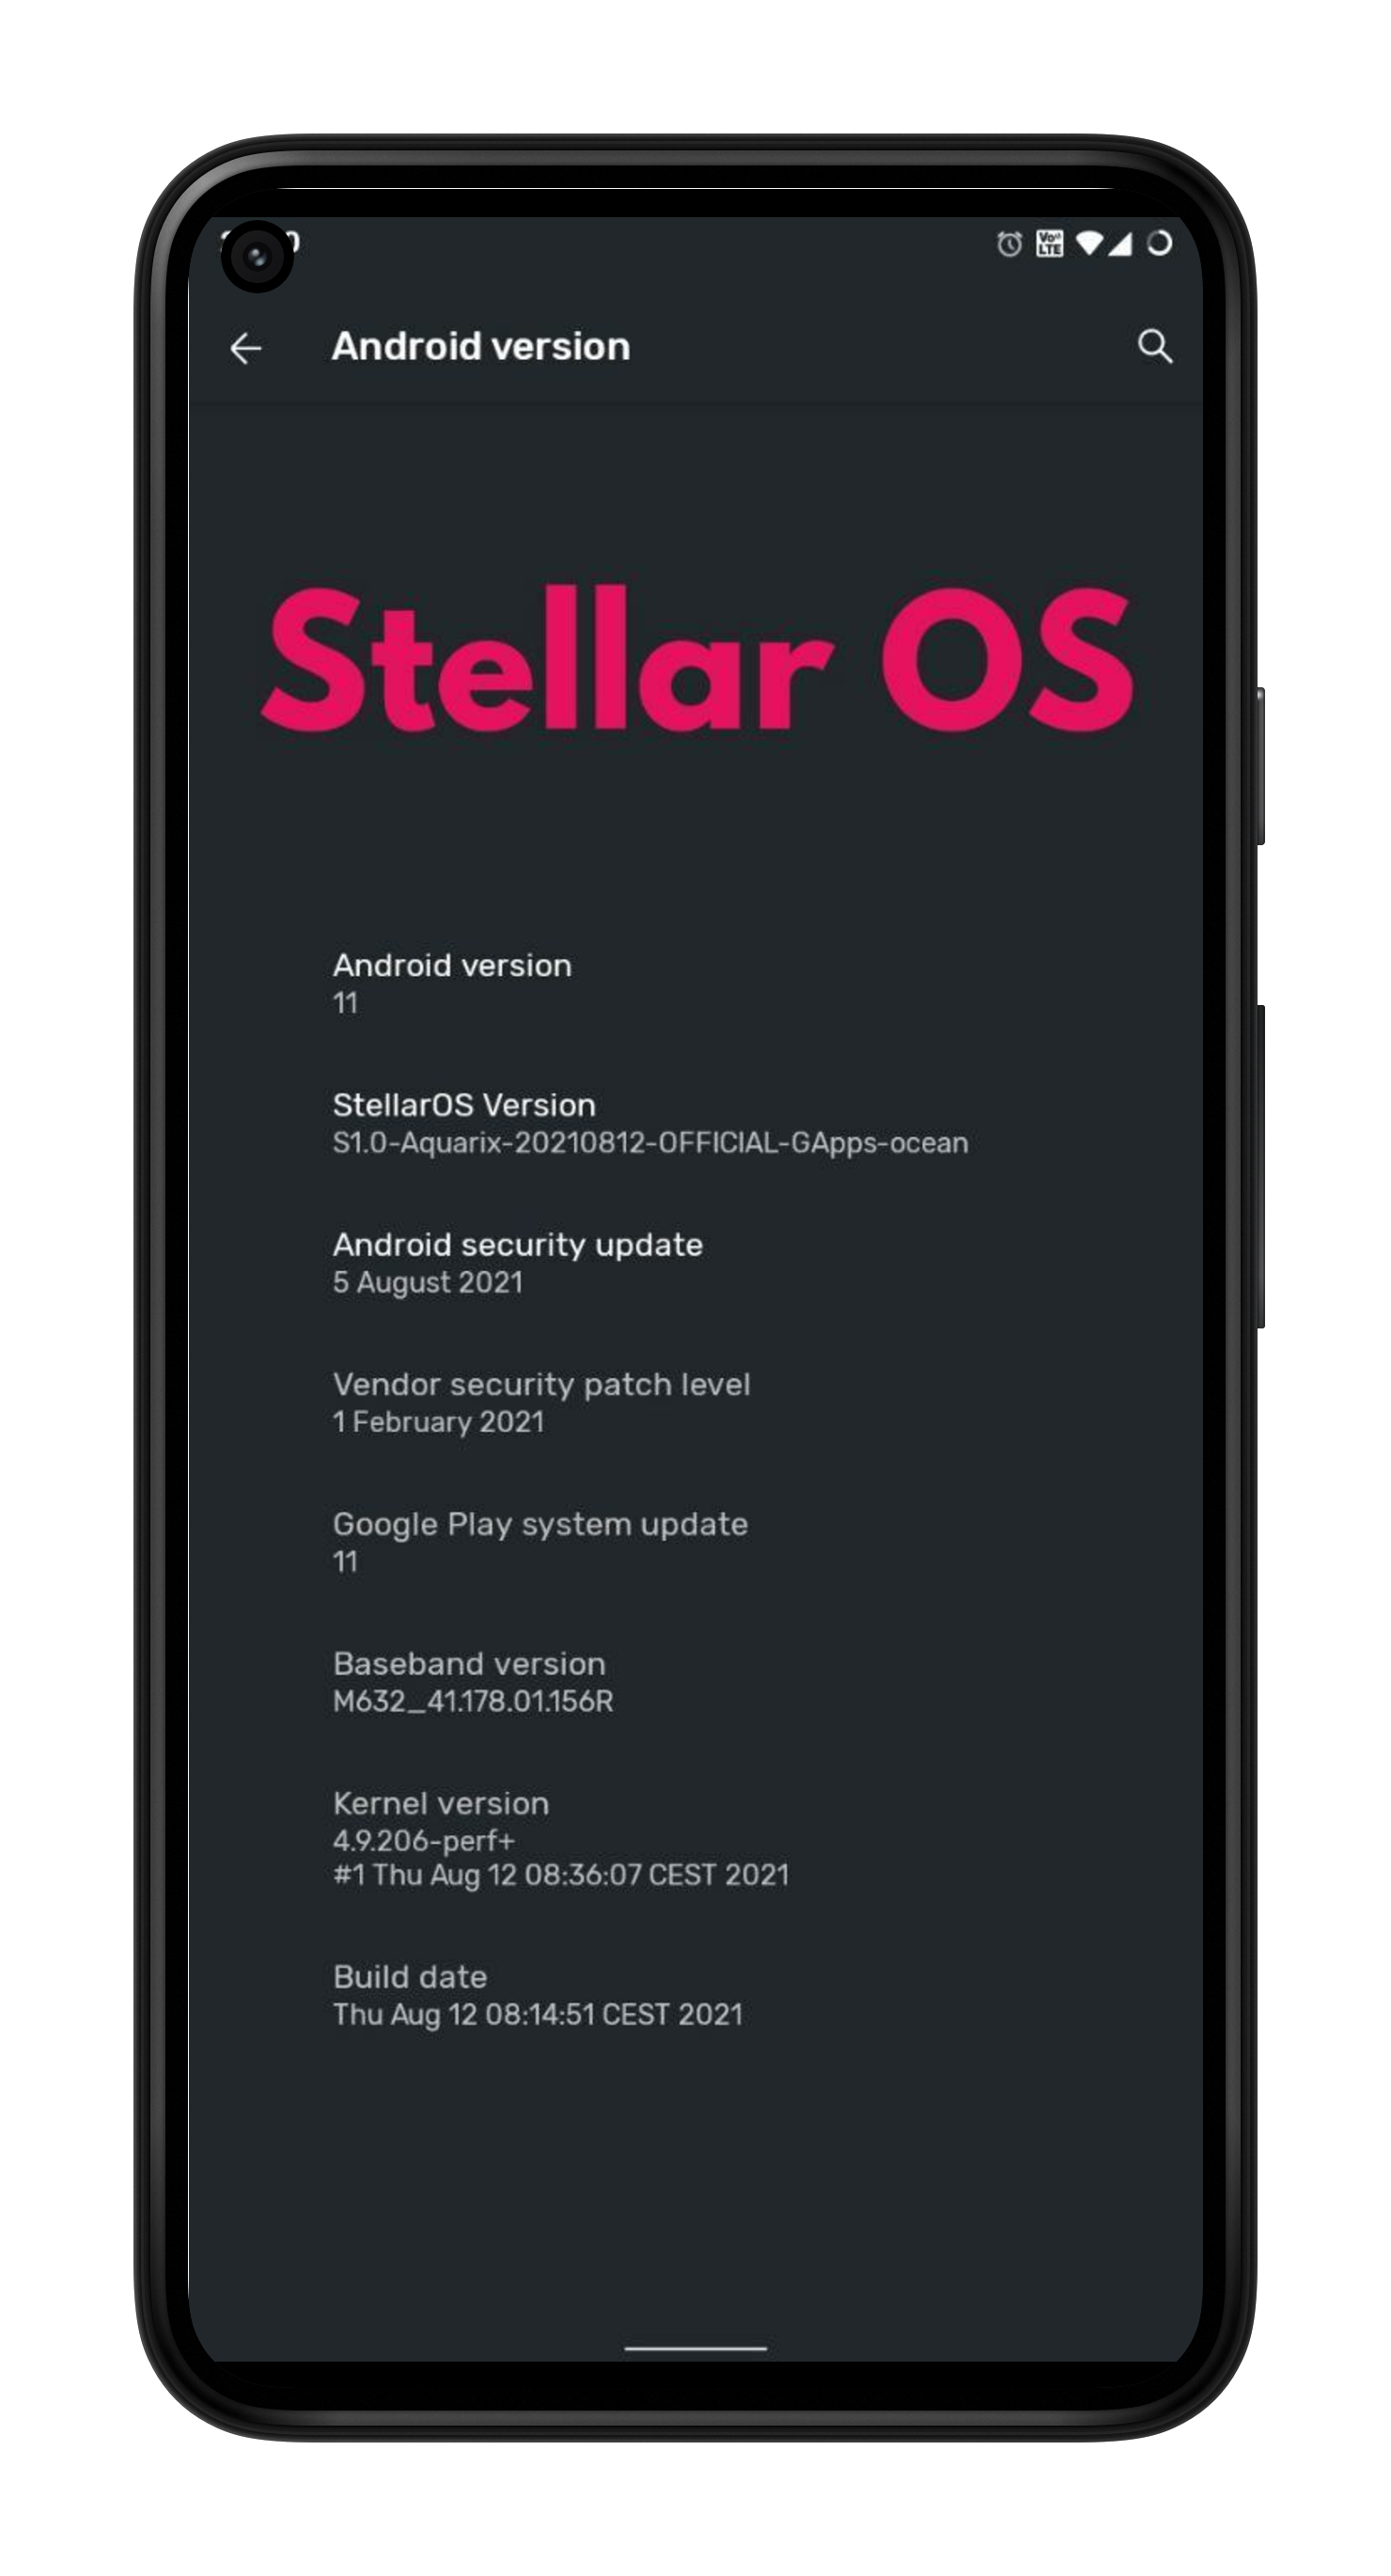 Vo LTE
Android version
Stellar OS
Android version
11
StellarOS Version
S1.0-Aquarix-20210812-OFFICIAL-GApps-ocean
Android security update
5 August 2021
Vendor security patch level
1 February 2021
Google Play system update
11
Baseband version
M632_41.178.01.156R
Kernel version
4.9.206-perf+
#1 Thu Aug 12 08:36:07 CEST 2021
Build date
Thu Aug 12 08:14:51 CEST 2021